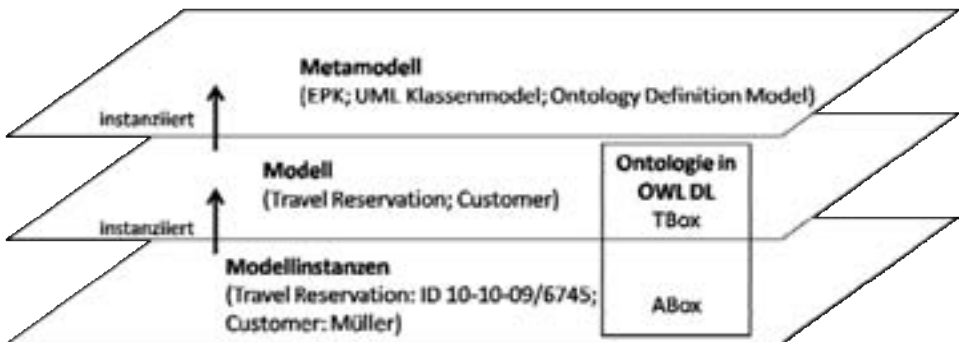 Metamodell
(EPK; UML Klassenmodel; Ontology Definition Model)
instanziiert
Modell
(Travel Reservation; Customer)
Ontologie in
OWL DL
TBox
instanziiert
Modellinstanzen
(Travel Reservation: ID 10-10-09/6745;
Customer: Müller)
ABox